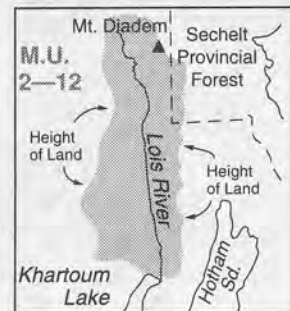 Mt. Diadem
Sechelt
Provincial
Forest
M.U.
2—12
Height
of Land
Lois River
Height
of Land
Khartoum
Lake
Hotham
Sd.